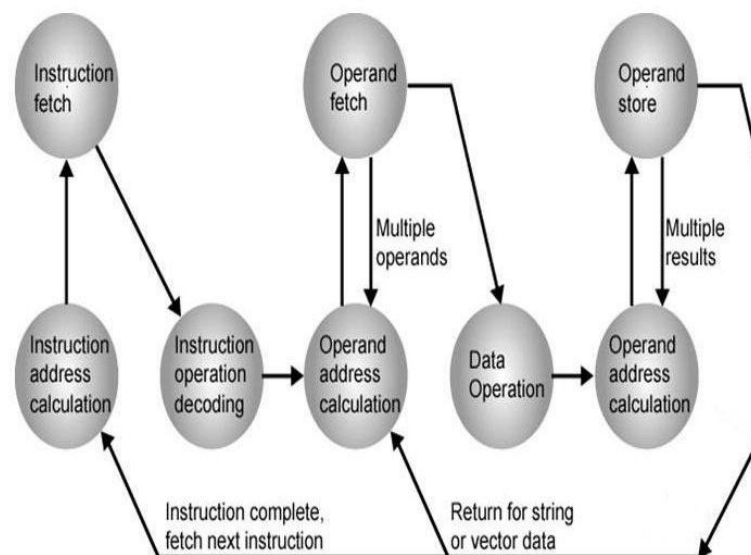 Instruction
fetch
Operand
fetch
Operand
store
Multiple
operands
Multiple
results
Instruction
address
calculation
Instruction
operation
decoding
Operand
address
calculation
Data
Operation
Operand
address
calculation
Instruction complete,
fetch next instruction
Return for string
or vector data